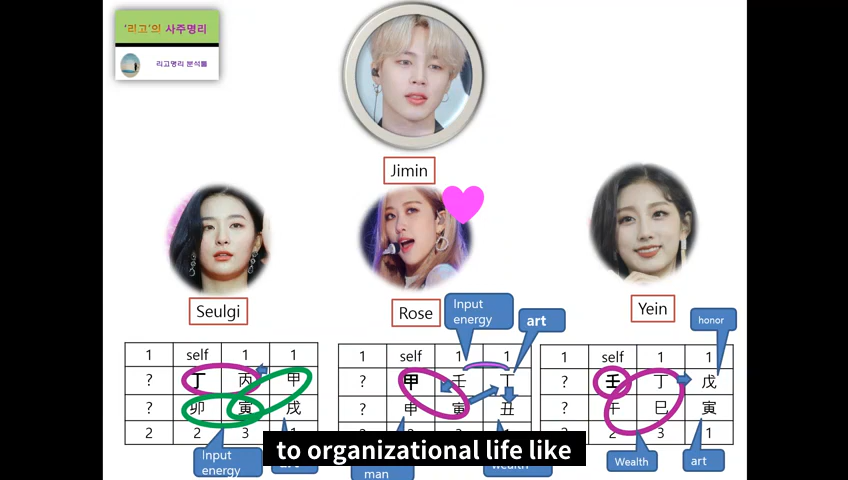 '리고'의 사주명리
리고명리 분석틀
Jimin
Seulgi
Rose
Yein
Input
energy
art
honor
1 self 1 1
? 丁 丙 甲
? 卯 寅 戌
2 2 3 1
1 self 1 1
? 甲 壬 丁
? 申 寅 丑
1 self 1 1
? 壬 丁 戊
? 午 巳 寅
2 2 3 1
Input
energy
man
Wealth
art
to organizational life like